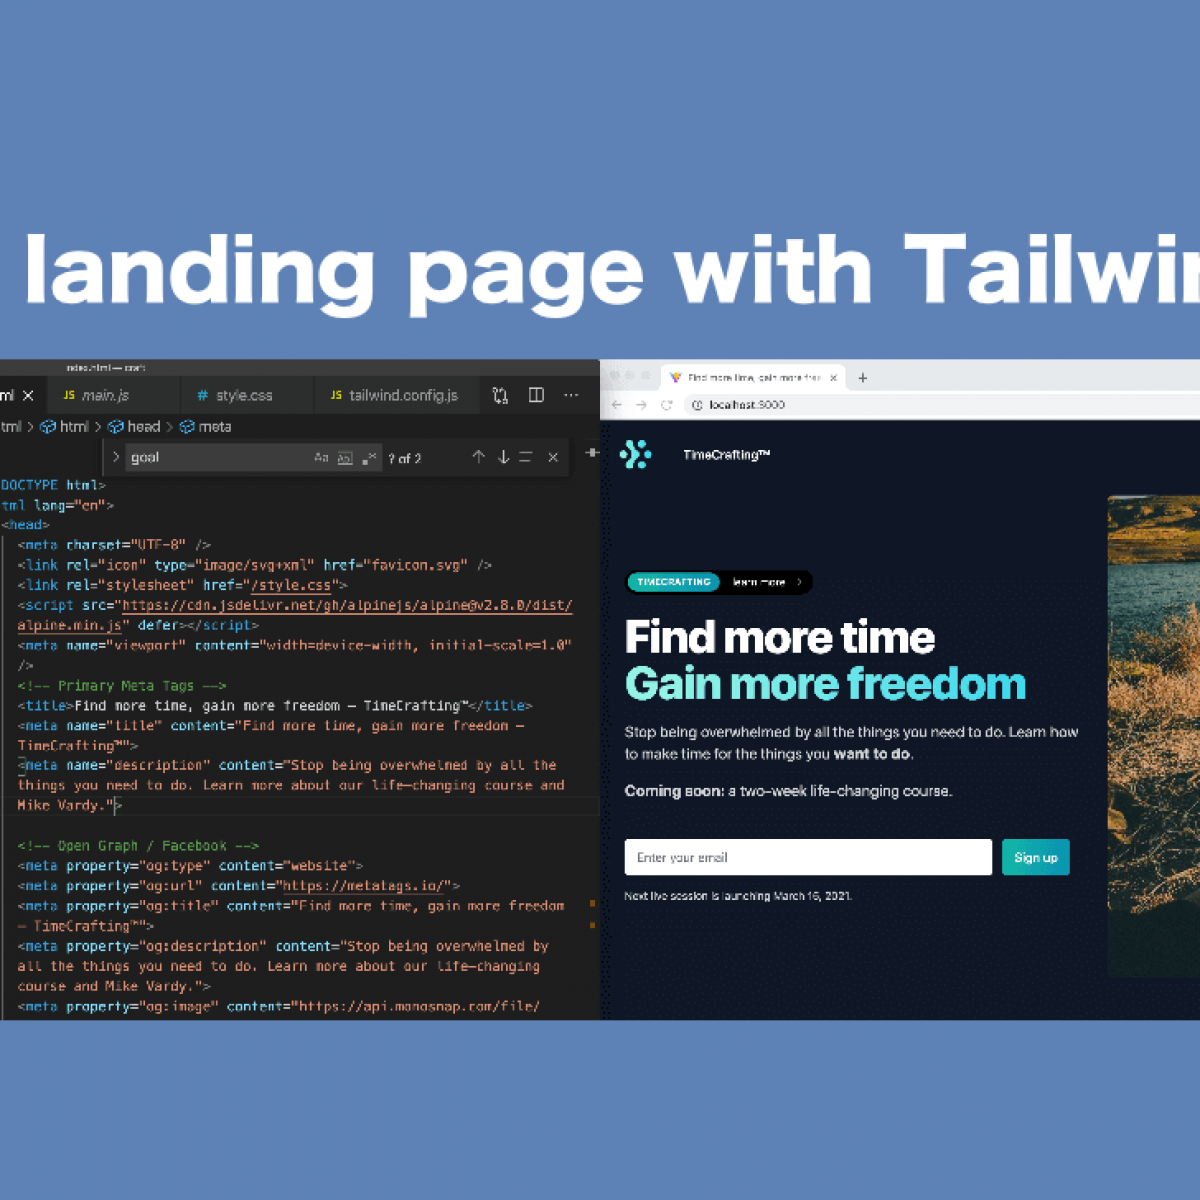 landing page with Tailwi
index.html — craft
ml
JS main.js
# style.css
JS tailwind.config.js
tml > html > head > meta
goal
Aa Ab .*
? of 2
DOCTYPE html>
tml lang="en">
<head>
<meta charset="UTF-8" />
<link rel="icon" type="image/svg+xml" href="favicon.svg" />
<link rel="stylesheet" href="/style.css">
<script src="https://cdn.jsdelivr.net/gh/alpinejs/alpine@v2.8.0/dist/
alpine.min.js" defer></script>
<meta name="viewport" content="width=device-width, initial-scale=1.0"
/>
<!-- Primary Meta Tags -->
<title>Find more time, gain more freedom — TimeCrafting™</title>
<meta name="title" content="Find more time, gain more freedom —
TimeCrafting™">
<meta name="description" content="Stop being overwhelmed by all the
things you need to do. Learn more about our life-changing course and
Mike Vardy.">
<!-- Open Graph / Facebook -->
<meta property="og:type" content="website">
<meta property="og:url" content="https://metatags.io/">
<meta property="og:title" content="Find more time, gain more freedom
— TimeCrafting™">
<meta property="og:description" content="Stop being overwhelmed by
all the things you need to do. Learn more about our life-changing
course and Mike Vardy.">
<meta property="og:image" content="https://api.monosnap.com/file/
Find more time, gain more free
localhost:3000
TimeCrafting™
TIMECRAFTING learn more >
Find more time
Gain more freedom
Stop being overwhelmed by all the things you need to do. Learn how
to make time for the things you want to do.
Coming soon: a two-week life-changing course.
Enter your email
Sign up
Next live session is launching March 16, 2021.